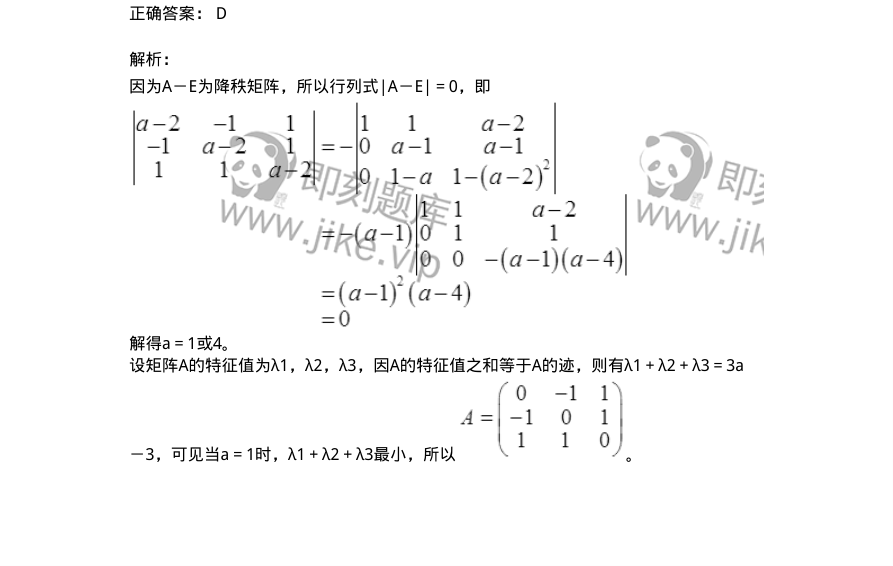 正确答案： D
解析：
因为A－E为降秩矩阵，所以行列式|A－E|＝0，即
|a−2 −1 1| |1 1 a−2|
|−1 a−2 1| =− |0 a−1 a−1|
|1 1 a−2| |0 1−a 1−(a−2)²|
|1 1 a−2|
=−(a−1) |0 1 1|
|0 0 −(a−1)(a−4)|
=(a−1)²(a−4)
=0
解得a＝1或4。
设矩阵A的特征值为λ1，λ2，λ3，因A的特征值之和等于A的迹，则有λ1＋λ2＋λ3＝3a
A = (0 −1 1
−1 0 1
1 1 0)
－3，可见当a＝1时，λ1＋λ2＋λ3最小，所以 。
即刻题库
www.jike.vip
即刻
www.ji